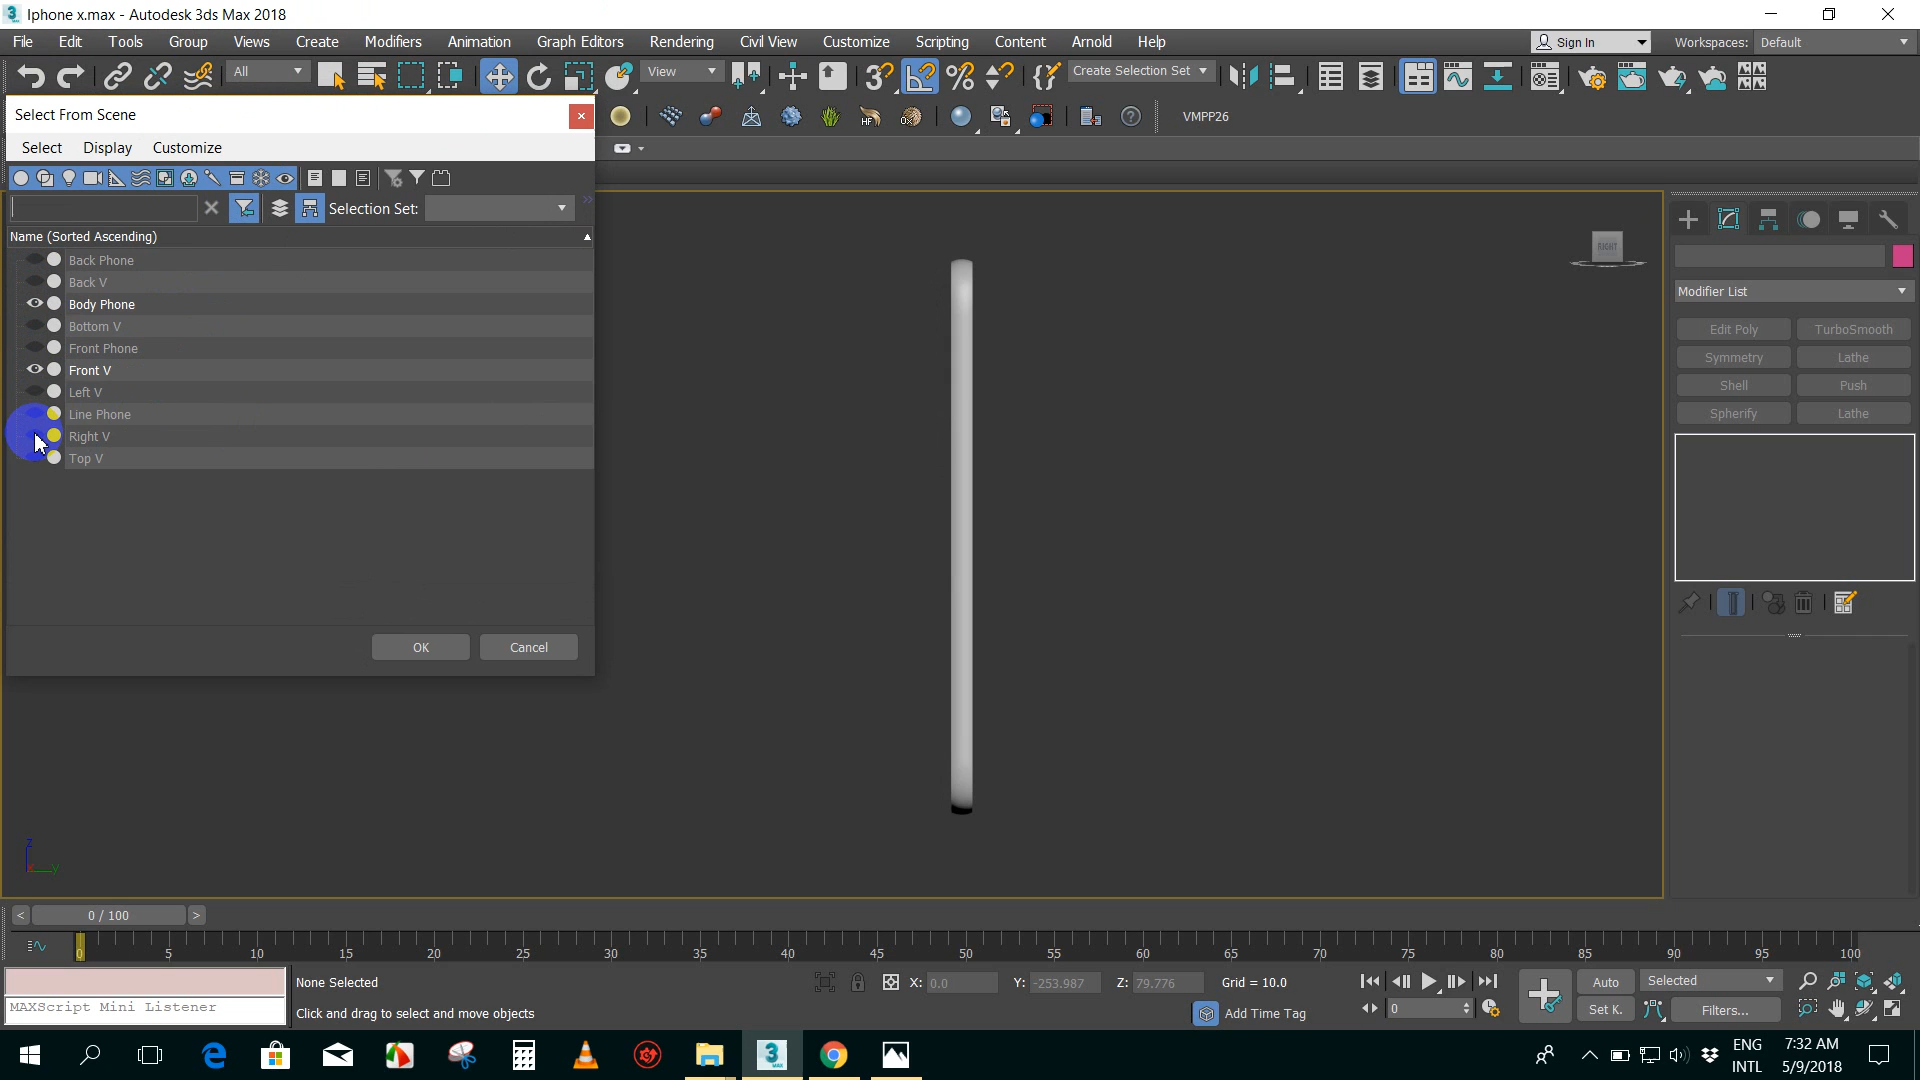 Iphone x.max - Autodesk 3ds Max 2018
File Edit Tools Group Views Create Modifiers Animation Graph Editors Rendering Civil View Customize Scripting Content Arnold Help
Sign In
Workspaces: Default
All
View
Create Selection Set
VMPP26
HF
Select From Scene
Select Display Customize
Selection Set:
Name (Sorted Ascending)
Back Phone
Back V
Body Phone
Bottom V
Front Phone
Front V
Left V
Line Phone
Right V
Top V
OK Cancel
RIGHT
Modifier List
Edit Poly TurboSmooth
Symmetry Lathe
Shell Push
Spherify Lathe
z
x y
< 0 / 100 >
0 5 10 15 20 25 30 35 40 45 50 55 60 65 70 75 80 85 90 95 100
None Selected
X: 0.0 Y: -253.987 Z: 79.776 Grid = 10.0
Auto Selected
MAXScript Mini Listener
Click and drag to select and move objects
Add Time Tag
0
Set K. Filters...
3
MAX
ENG
INTL
7:32 AM
5/9/2018